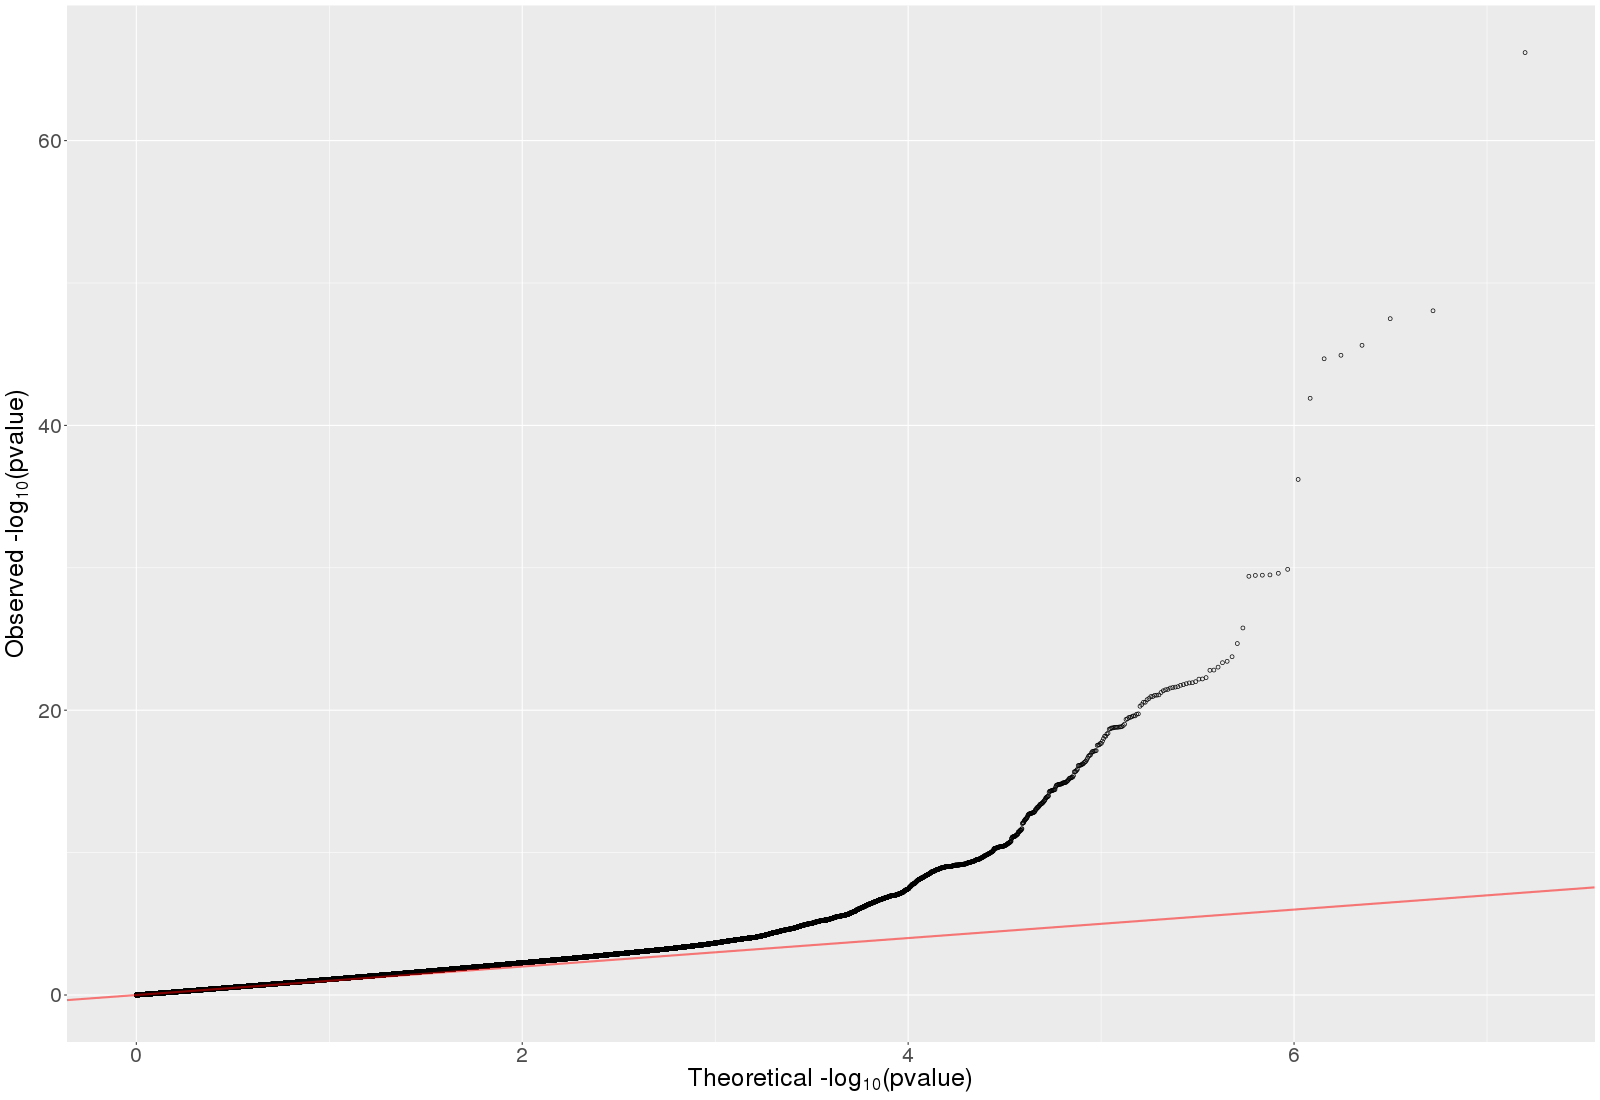 Observed -log₁₀(pvalue)
60
40
20
0
0 2 4 6
Theoretical -log₁₀(pvalue)